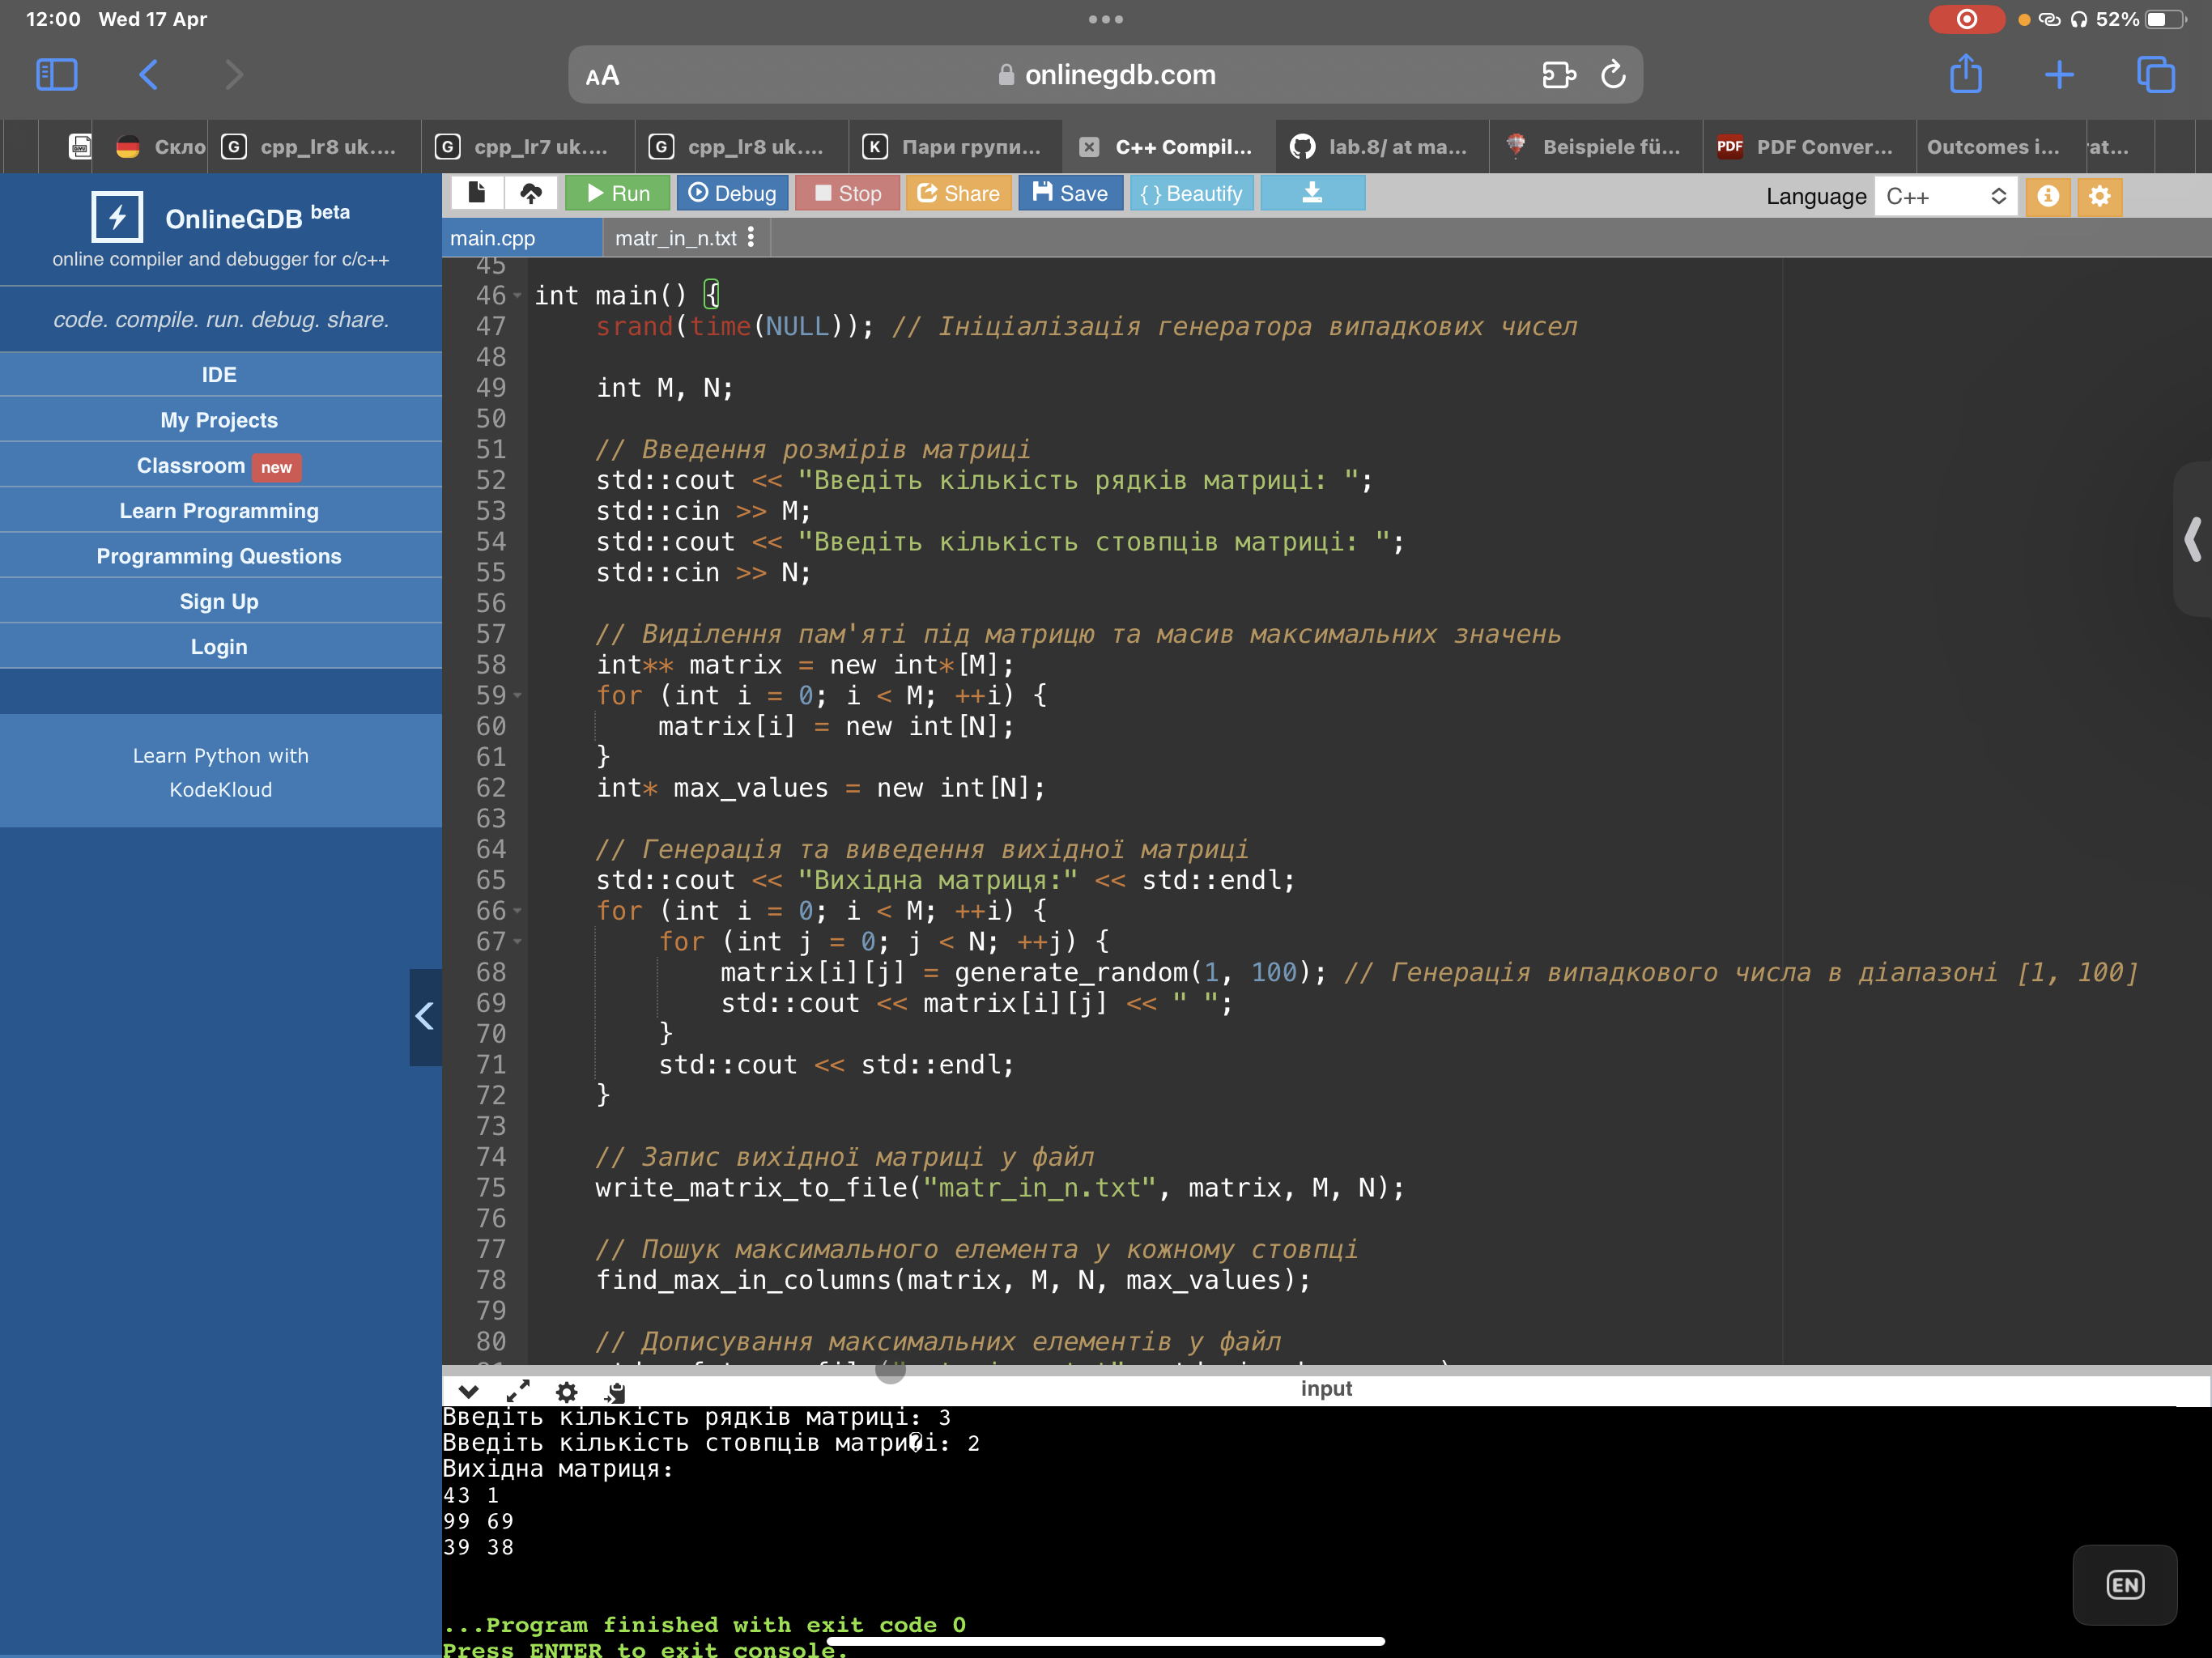 12:00 Wed 17 Apr
52%
AA onlinegdb.com
Скло
cpp_lr8 uk....
cpp_lr7 uk....
cpp_lr8 uk....
Пари групи...
C++ Compil...
lab.8/ at ma...
Beispiele fü...
PDF PDF Conver...
Outcomes i...
OnlineGDB beta
online compiler and debugger for c/c++
code. compile. run. debug. share.
IDE
My Projects
Classroom new
Learn Programming
Programming Questions
Sign Up
Login
Learn Python with
KodeKloud
Run Debug Stop Share Save { } Beautify
Language C++
main.cpp matr_in_n.txt
45
46 int main() {
47 srand(time(NULL)); // Ініціалізація генератора випадкових чисел
48
49 int M, N;
50
51 // Введення розмірів матриці
52 std::cout << "Введіть кількість рядків матриці: ";
53 std::cin >> M;
54 std::cout << "Введіть кількість стовпців матриці: ";
55 std::cin >> N;
56
57 // Виділення пам'яті під матрицю та масив максимальних значень
58 int** matrix = new int*[M];
59 for (int i = 0; i < M; ++i) {
60 matrix[i] = new int[N];
61 }
62 int* max_values = new int[N];
63
64 // Генерація та виведення вихідної матриці
65 std::cout << "Вихідна матриця:" << std::endl;
66 for (int i = 0; i < M; ++i) {
67 for (int j = 0; j < N; ++j) {
68 matrix[i][j] = generate_random(1, 100); // Генерація випадкового числа в діапазоні [1, 100]
69 std::cout << matrix[i][j] << " ";
70 }
71 std::cout << std::endl;
72 }
73
74 // Запис вихідної матриці у файл
75 write_matrix_to_file("matr_in_n.txt", matrix, M, N);
76
77 // Пошук максимального елемента у кожному стовпці
78 find_max_in_columns(matrix, M, N, max_values);
79
80 // Дописування максимальних елементів у файл
input
Введіть кількість рядків матриці: 3
Введіть кількість стовпців матри�і: 2
Вихідна матриця:
43 1
99 69
39 38
...Program finished with exit code 0
Press ENTER to exit console.
EN